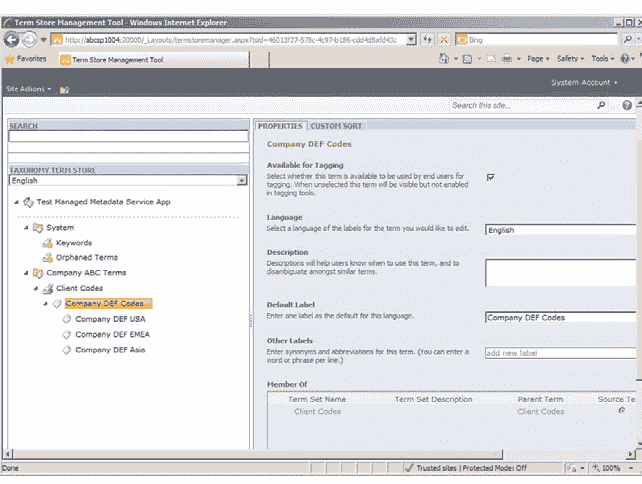 Term Store Management Tool - Windows Internet Explorer
Bing
Favorites
Term Store Management Tool
Page
Safety
Tools
System Account
Site Actions
Search this site...
SEARCH
TAXONOMY TERM STORE
English
Test Managed Metadata Service App
System
Keywords
Orphaned Terms
Company ABC Terms
Client Codes
Company DEF Codes
Company DEF USA
Company DEF EMEA
Company DEF Asia
PROPERTIES CUSTOM SORT
Company DEF Codes
Available for Tagging
Select whether this term is available to be used by end users for
tagging. When unselected this term will be visible but not enabled
in tagging tools.
Language
Select a language of the labels for the term you would like to edit.
English
Description
Descriptions will help users know when to use this term, and to
disambiguate amongst similar terms.
Default Label
Enter one label as the default for this language.
Company DEF Codes
Other Labels
Enter synonyms and abbreviations for this term. (You can enter a
word or phrase per line.)
add new label
Member Of
Term Set Name Term Set Description Parent Term Source Te
Client Codes Client Codes
Done
Trusted sites | Protected Mode: Off
100%